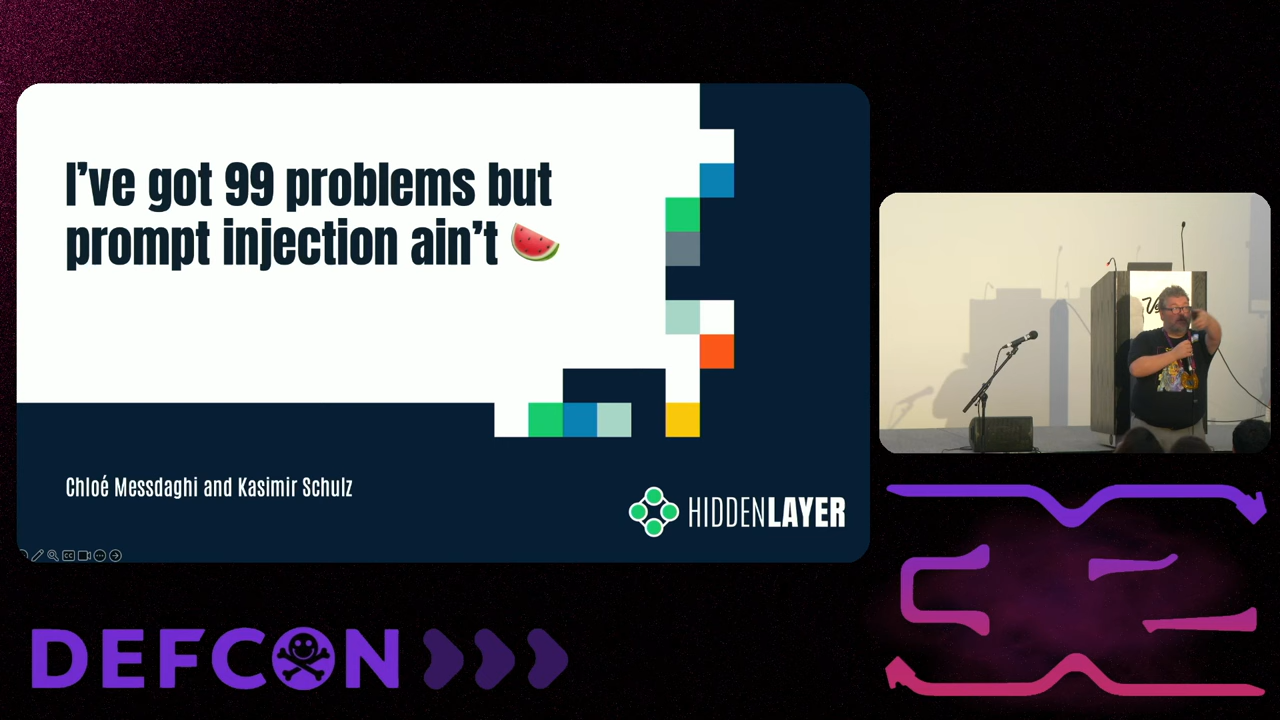 I’ve got 99 problems but
prompt injection ain’t 🍉
Chloé Messdaghi and Kasimir Schulz
HIDDENLAYER
DEFCON